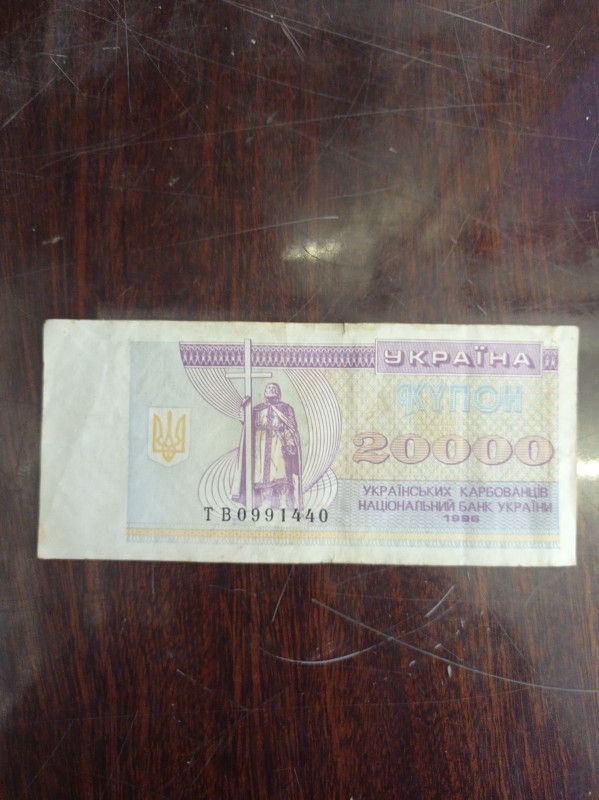 УКРАЇНА
КУПОН
20000
УКРАЇНСЬКИХ КАРБОВАНЦІВ
НАЦІОНАЛЬНИЙ БАНК УКРАЇНИ
1996
ТВ0991440